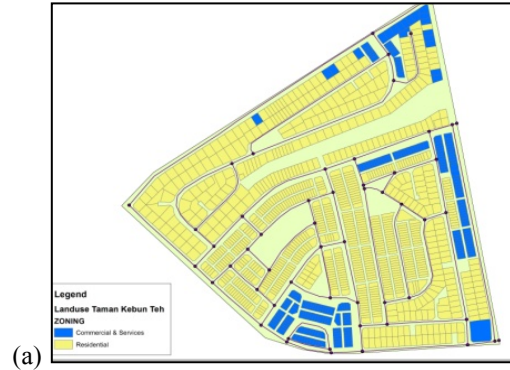 Legend
Landuse Taman Kebun Teh
ZONING
Commercial & Services
Residential
(a)